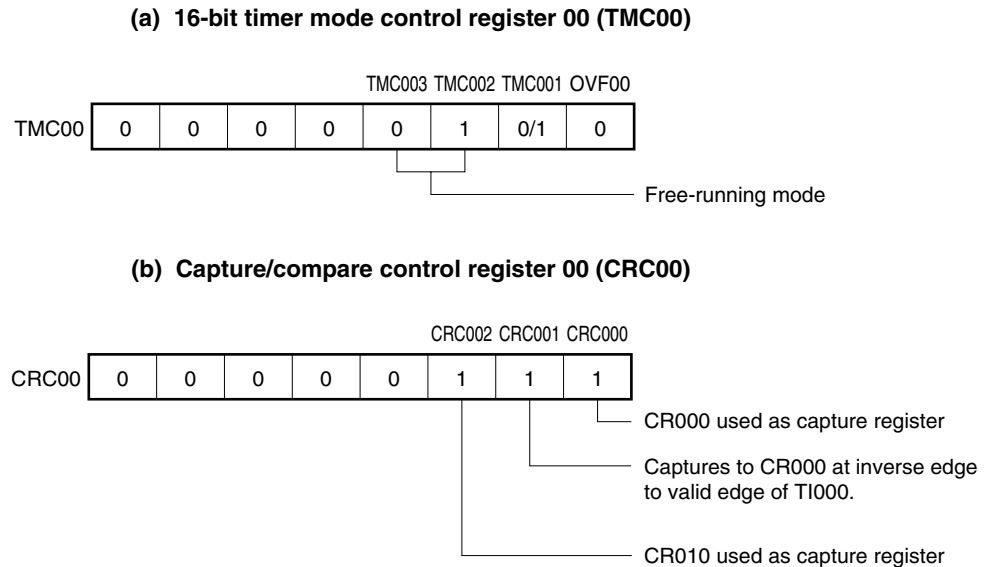 (a) 16-bit timer mode control register 00 (TMC00)
TMC003 TMC002 TMC001 OVF00
TMC00 0 0 0 0 0 1 0/1 0
Free-running mode
(b) Capture/compare control register 00 (CRC00)
CRC002 CRC001 CRC000
CRC00 0 0 0 0 0 1 1 1
CR000 used as capture register
Captures to CR000 at inverse edge
to valid edge of TI000.
CR010 used as capture register